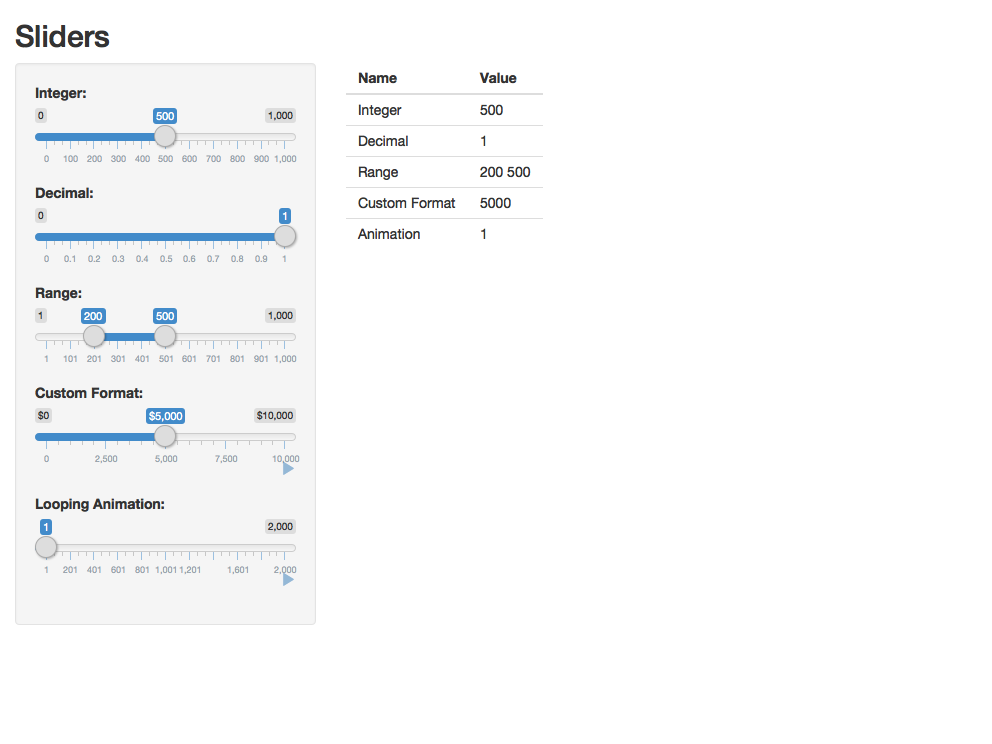 Sliders
Integer:
0 500 1,000
0 100 200 300 400 500 600 700 800 900 1,000
Decimal:
0 1
0 0.1 0.2 0.3 0.4 0.5 0.6 0.7 0.8 0.9 1
Range:
1 200 500 1,000
1 101 201 301 401 501 601 701 801 901 1,000
Custom Format:
$0 $5,000 $10,000
0 2,500 5,000 7,500 10,000
Looping Animation:
1 2,000
1 201 401 601 801 1,001 1,201 1,601 2,000
Name Value
Integer 500
Decimal 1
Range 200 500
Custom Format 5000
Animation 1